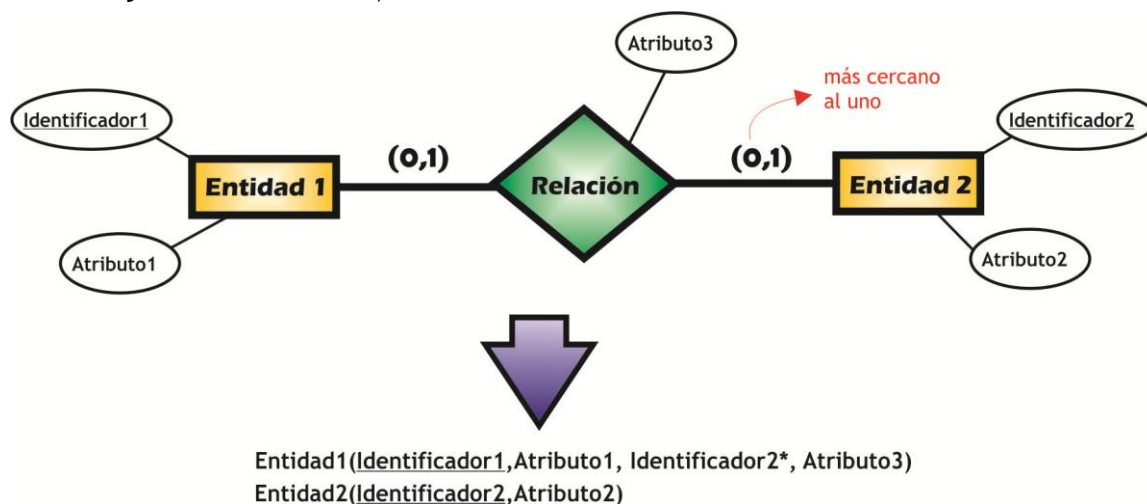 Atributo3
más cercano
al uno
Identificador1
Identificador2
(0,1)
(0,1)
Entidad 1
Relación
Entidad 2
Atributo1
Atributo2
Entidad1(Identificador1,Atributo1, Identificador2*, Atributo3)
Entidad2(Identificador2,Atributo2)